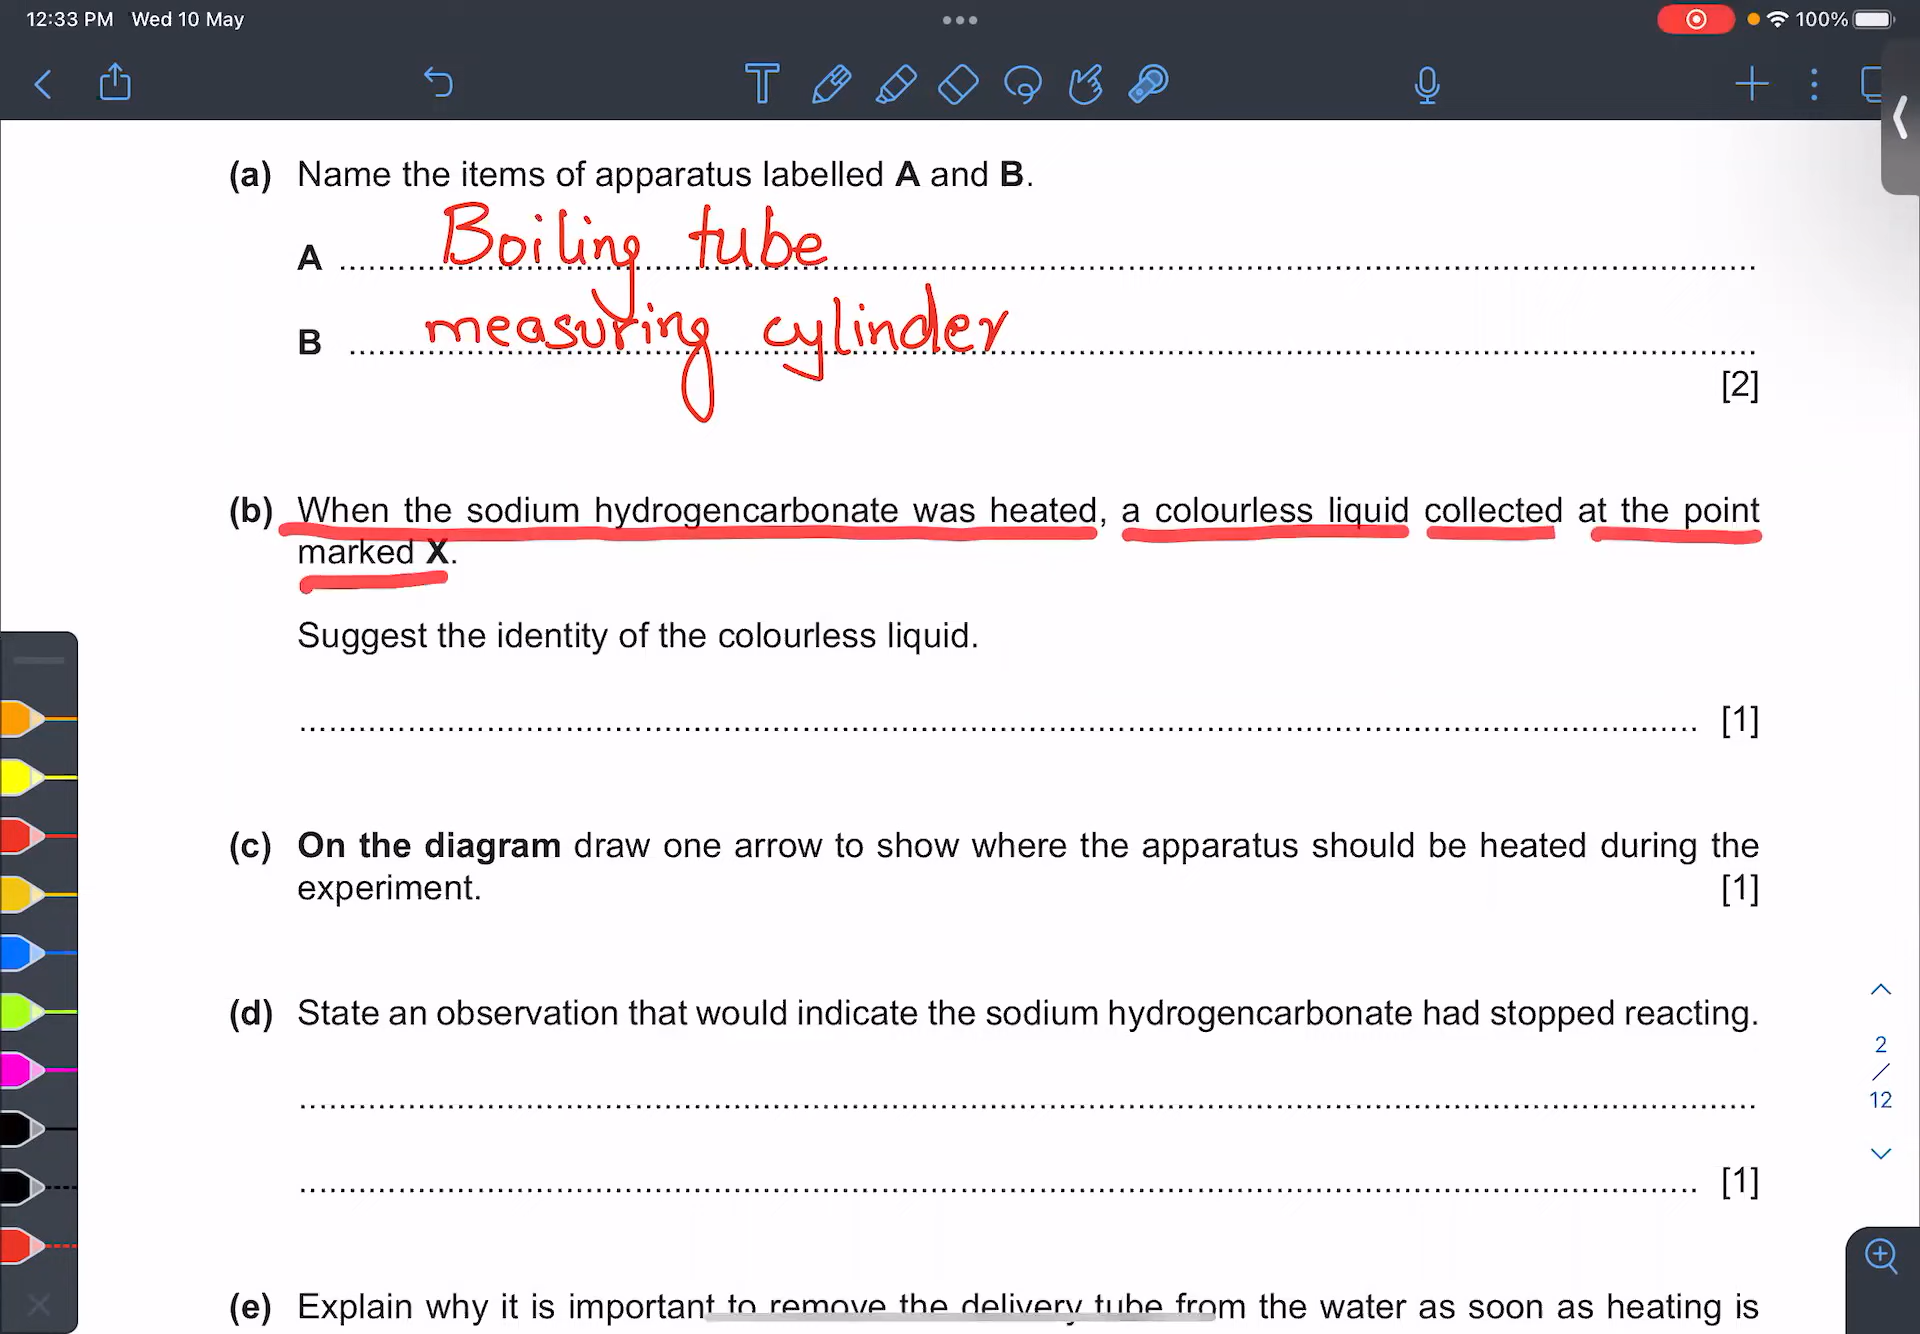 12:33 PM Wed 10 May
100%
(a) Name the items of apparatus labelled A and B.
A Boiling tube
B measuring cylinder
[2]
(b) When the sodium hydrogencarbonate was heated, a colourless liquid collected at the point
marked X.
Suggest the identity of the colourless liquid.
[1]
(c) On the diagram draw one arrow to show where the apparatus should be heated during the
experiment. [1]
(d) State an observation that would indicate the sodium hydrogencarbonate had stopped reacting.
[1]
2
/
12
(e) Explain why it is important to remove the delivery tube from the water as soon as heating is